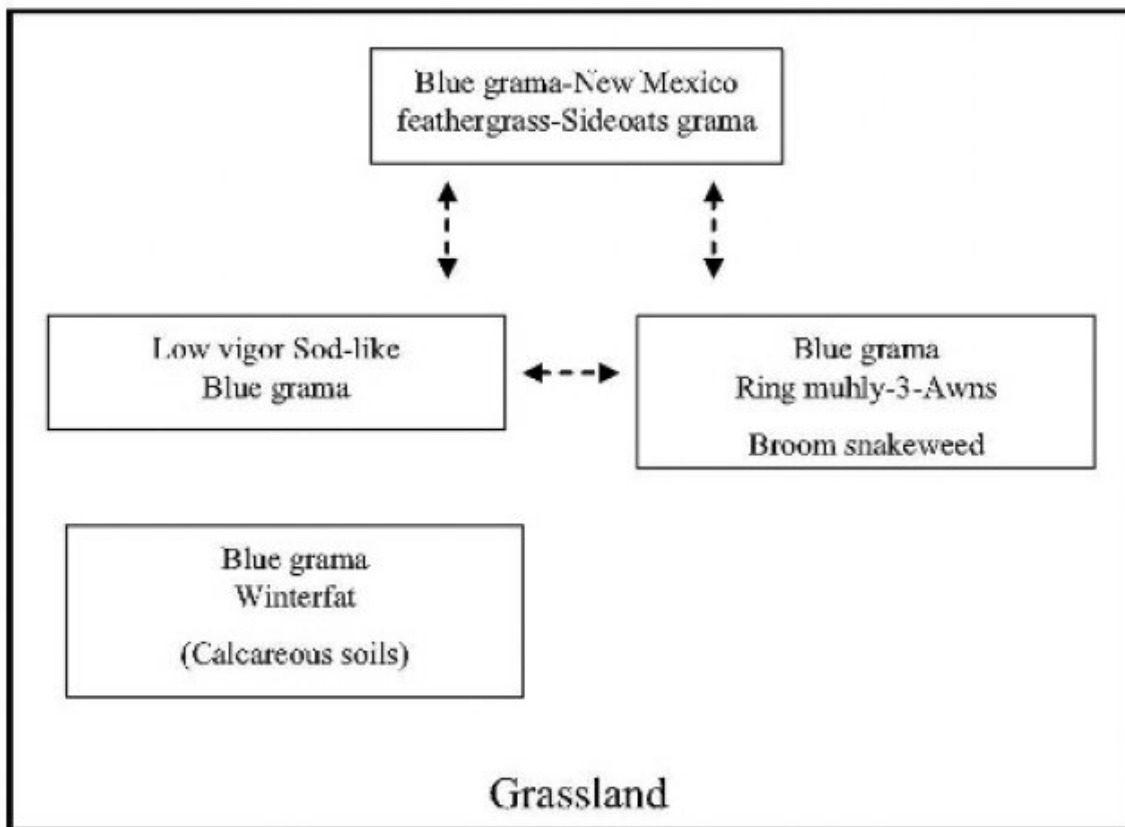 Blue grama-New Mexico
feathergrass-Sideoats grama
Low vigor Sod-like
Blue grama
Blue grama
Ring muhly-3-Awns
Broom snakeweed
Blue grama
Winterfat
(Calcareous soils)
Grassland